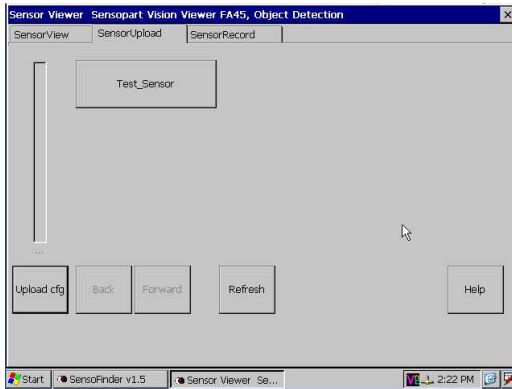 Sensor Viewer Sensopart Vision Viewer FA45, Object Detection
SensorView SensorUpload SensorRecord
Test_Sensor
Upload cfg Back Forward Refresh Help
Start SensoFinder v1.5 Sensor Viewer Se... 2:22 PM